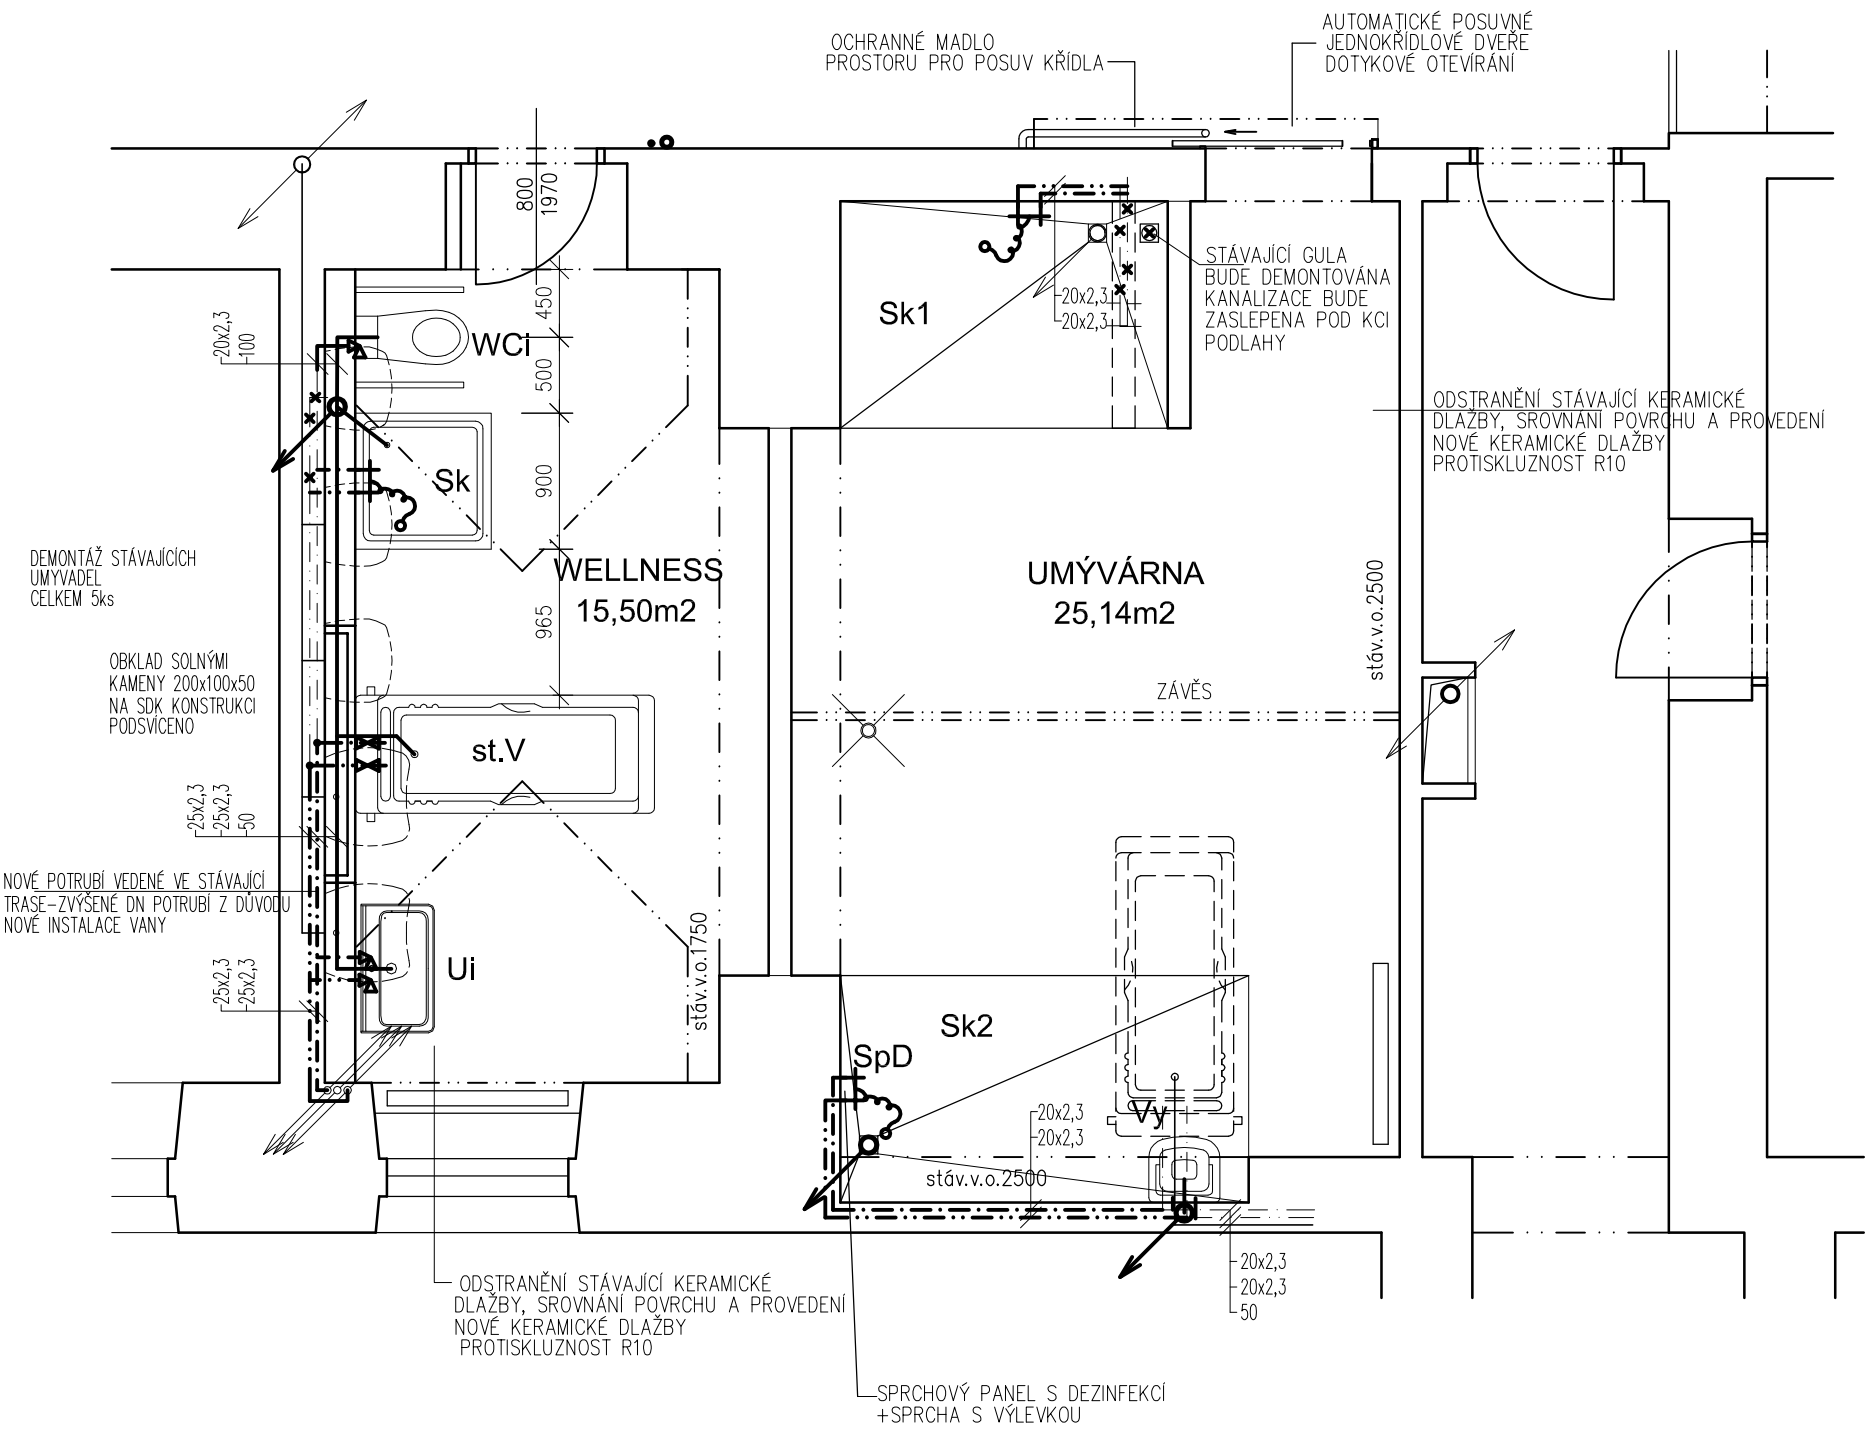 OCHRANNÉ MADLO
PROSTORU PRO POSUV KŘÍDLA
AUTOMATICKÉ POSUVNÉ
JEDNOKŘÍDLOVÉ DVEŘE
DOTYKOVÉ OTEVÍRÁNÍ
800
1970
STÁVAJÍCÍ GULA
BUDE DEMONTOVÁNA
KANALIZACE BUDE
ZASLEPENA POD KCI
PODLAHY
20x2,3
20x2,3
Sk1
450
WCi
20x2,3
100
500
ODSTRANĚNÍ STÁVAJÍCÍ KERAMICKÉ
DLAŽBY, SROVNÁNÍ POVRCHU A PROVEDENÍ
NOVÉ KERAMICKÉ DLAŽBY
PROTISKLUZNOST R10
Sk
900
DEMONTÁŽ STÁVAJÍCÍCH
UMYVADEL
CELKEM 5ks
WELLNESS
15,50m2
UMÝVÁRNA
25,14m2
stáv.v.o.2500
965
OBKLAD SOLNÝMI
KAMENY 200x100x50
NA SDK KONSTRUKCI
PODSVÍCENO
ZÁVĚS
st.V
25x2,3
25x2,3
50
NOVÉ POTRUBÍ VEDENÉ VE STÁVAJÍCÍ
TRASE-ZVÝŠENÉ DN POTRUBÍ Z DŮVODU
NOVÉ INSTALACE VANY
Ui
25x2,3
25x2,3
stáv.v.o.1750
Sk2
SpD
Vy
20x2,3
20x2,3
stáv.v.o.2500
20x2,3
20x2,3
50
ODSTRANĚNÍ STÁVAJÍCÍ KERAMICKÉ
DLAŽBY, SROVNÁNÍ POVRCHU A PROVEDENÍ
NOVÉ KERAMICKÉ DLAŽBY
PROTISKLUZNOST R10
SPRCHOVÝ PANEL S DEZINFEKCÍ
+SPRCHA S VÝLEVKOU